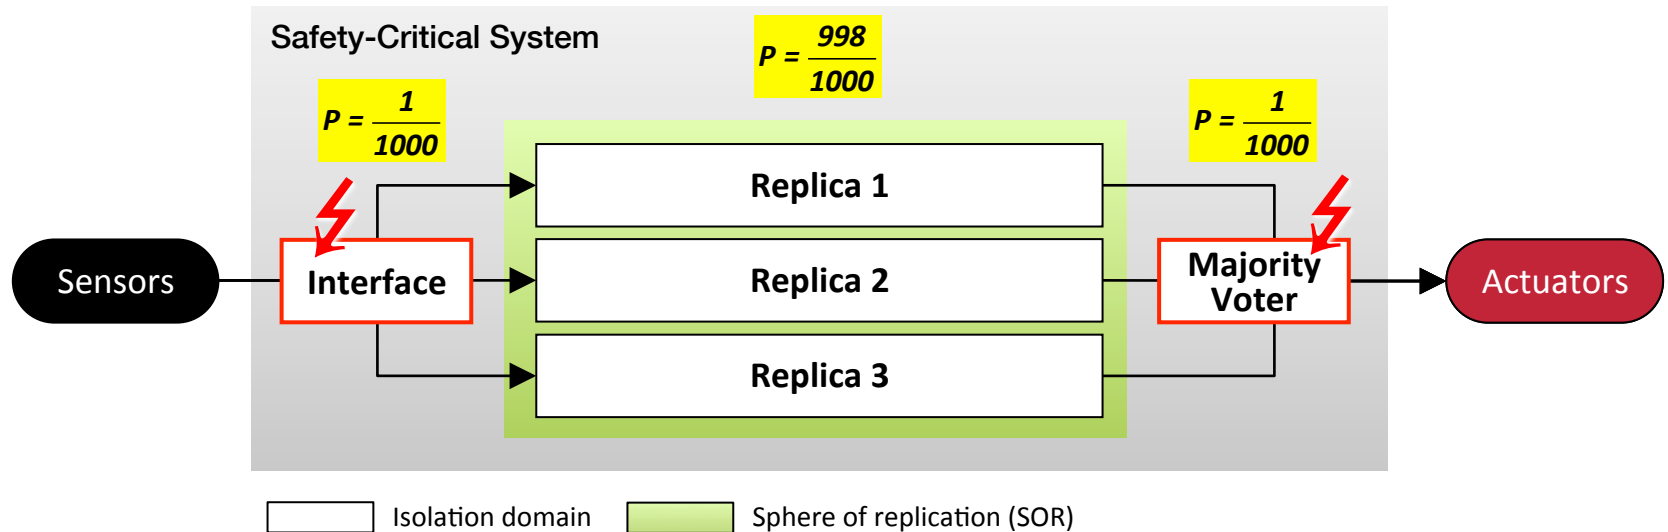 Safety-Critical System
P = 998
1000
P = 1
1000
P = 1
1000
Replica 1
Sensors
Interface
Replica 2
Majority
Voter
Actuators
Replica 3
Isolation domain
Sphere of replication (SOR)